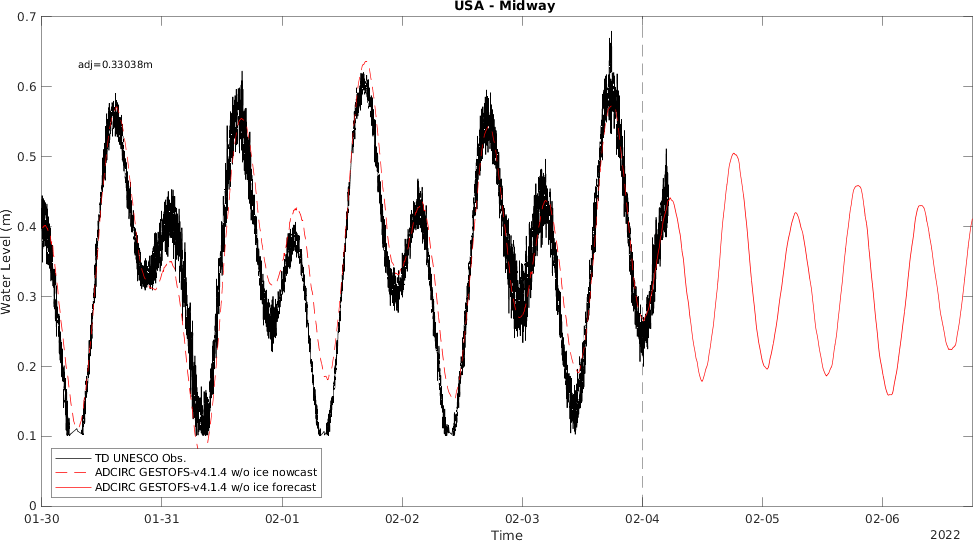 USA - Midway
adj=0.33038m
Water Level (m)
0.7
0.6
0.5
0.4
0.3
0.2
0.1
0
TD UNESCO Obs.
ADCIRC GESTOFS-v4.1.4 w/o ice nowcast
ADCIRC GESTOFS-v4.1.4 w/o ice forecast
01-30 01-31 02-01 02-02 02-03 02-04 02-05 02-06
Time
2022